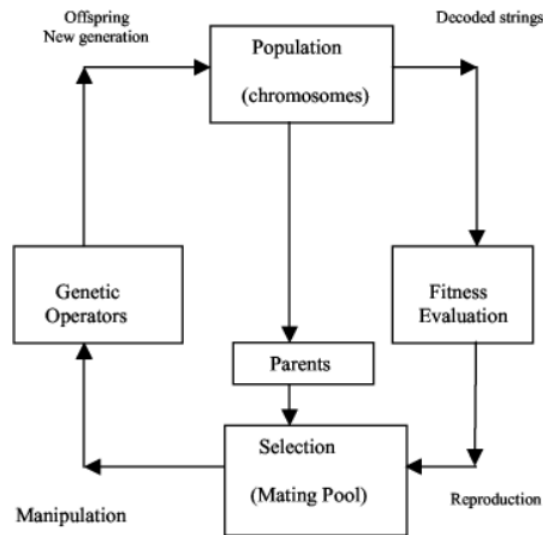 Offspring
New generation
Decoded strings
Population
(chromosomes)
Genetic
Operators
Fitness
Evaluation
Parents
Selection
(Mating Pool)
Manipulation
Reproduction